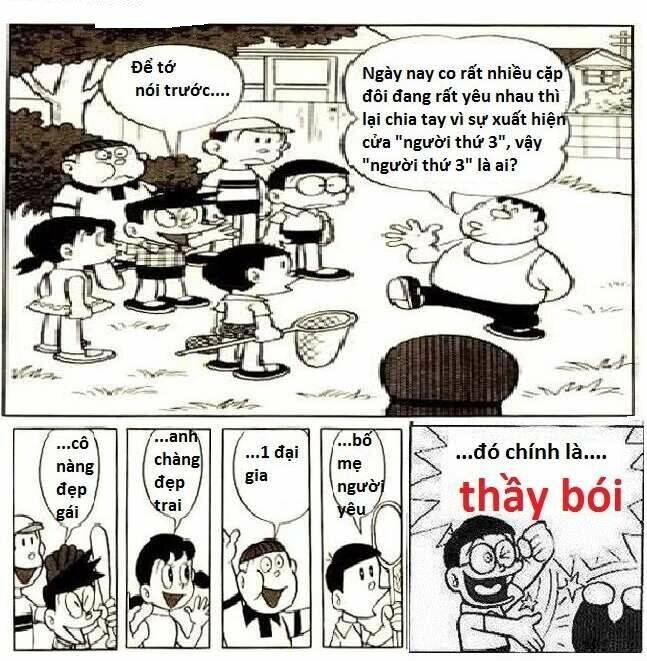 Để tớ
nói trước....
Ngày nay co rất nhiều cặp
đôi đang rất yêu nhau thì
lại chia tay vì sự xuất hiện
cửa "người thứ 3", vậy
"người thứ 3" là ai?
...cô
nàng
đẹp
gái
...anh
chàng
đẹp
trai
...1 đại
gia
...bố
mẹ
người
yêu
...đó chính là....
thầy bói